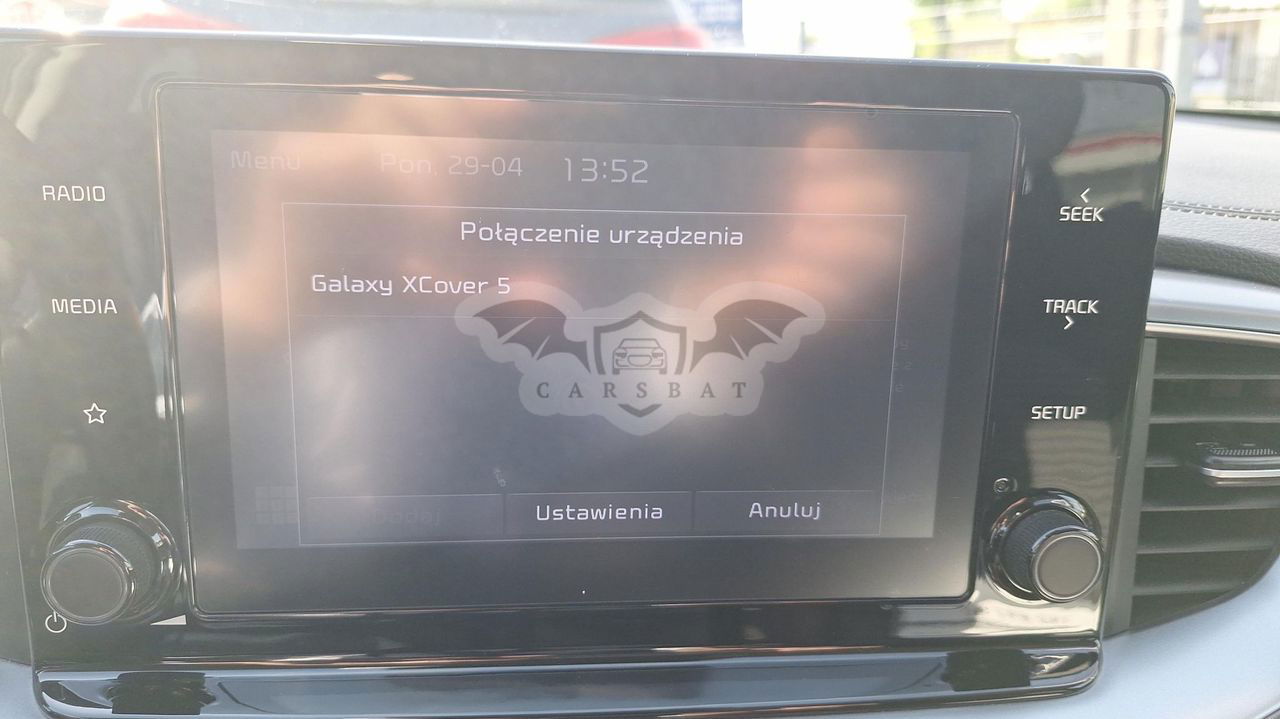 Menu Pon. 29-04 13:52
RADIO
< SEEK
Połączenie urządzenia
Galaxy XCover 5
MEDIA
TRACK >
CARSBAT
SETUP
Dodaj Ustawienia Anuluj